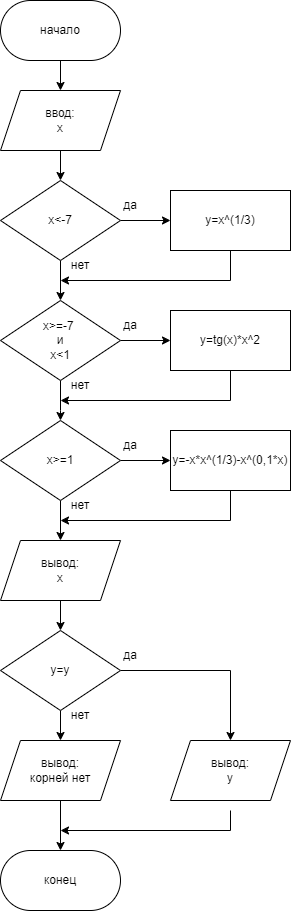 начало
ввод:
x
да
x<-7
y=x^(1/3)
нет
x>=-7
и
x<1
да
y=tg(x)*x^2
нет
да
x>=1
y=-x*x^(1/3)-x^(0,1*x)
нет
вывод:
x
да
y=y
нет
вывод:
корней нет
вывод:
y
конец